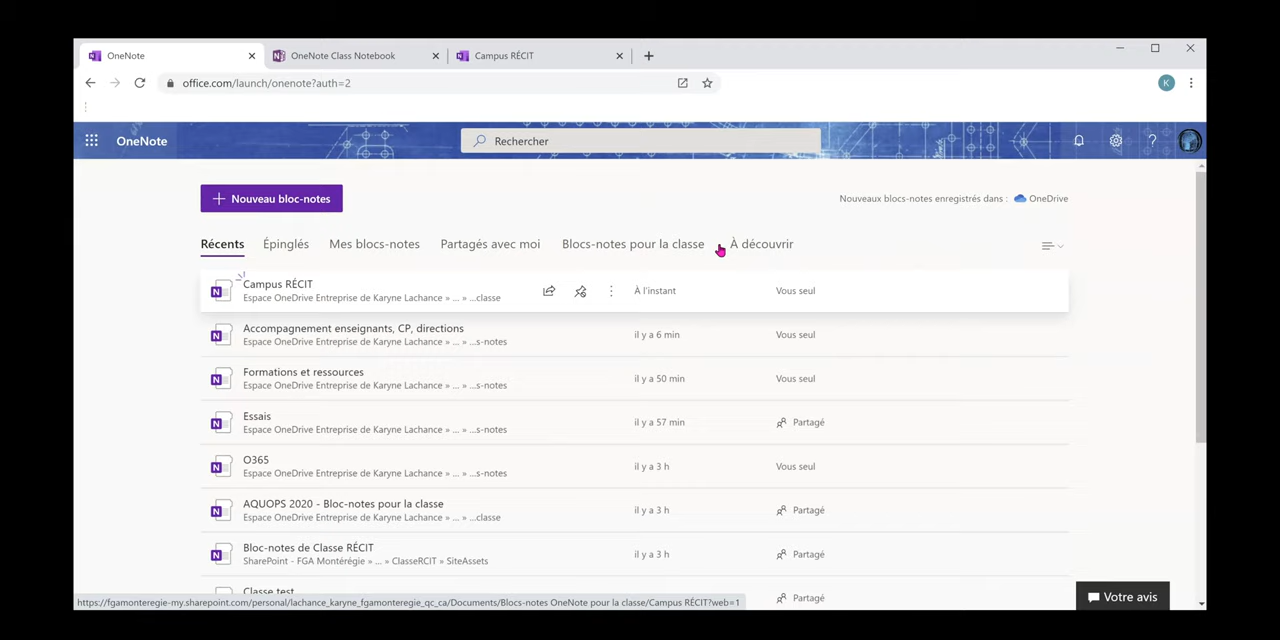 OneNote
OneNote Class Notebook
Campus RÉCIT
office.com/launch/onenote?auth=2
K
OneNote
Rechercher
Nouveau bloc-notes
Nouveaux blocs-notes enregistrés dans : OneDrive
Récents
Épinglés
Mes blocs-notes
Partagés avec moi
Blocs-notes pour la classe
À découvrir
Campus RÉCIT
Espace OneDrive Entreprise de Karyne Lachance » ... » ...classe
À l'instant
Vous seul
Accompagnement enseignants, CP, directions
Espace OneDrive Entreprise de Karyne Lachance » ... » ...s-notes
il y a 6 min
Vous seul
Formations et ressources
Espace OneDrive Entreprise de Karyne Lachance » ... » ...s-notes
il y a 50 min
Vous seul
Essais
Espace OneDrive Entreprise de Karyne Lachance » ... » ...s-notes
il y a 57 min
Partagé
O365
Espace OneDrive Entreprise de Karyne Lachance » ... » ...s-notes
il y a 3 h
Vous seul
AQUOPS 2020 - Bloc-notes pour la classe
Espace OneDrive Entreprise de Karyne Lachance » ... » ...classe
il y a 3 h
Partagé
Bloc-notes de Classe RÉCIT
SharePoint - FGA Montérégie » ... » ClasseRCIT » SiteAssets
il y a 3 h
Partagé
Classe test
Partagé
Votre avis
https://fgamonteregie-my.sharepoint.com/personal/lachance_karyne_fgamonteregie_qc_ca/Documents/Blocs-notes OneNote pour la classe/Campus RÉCIT?web=1